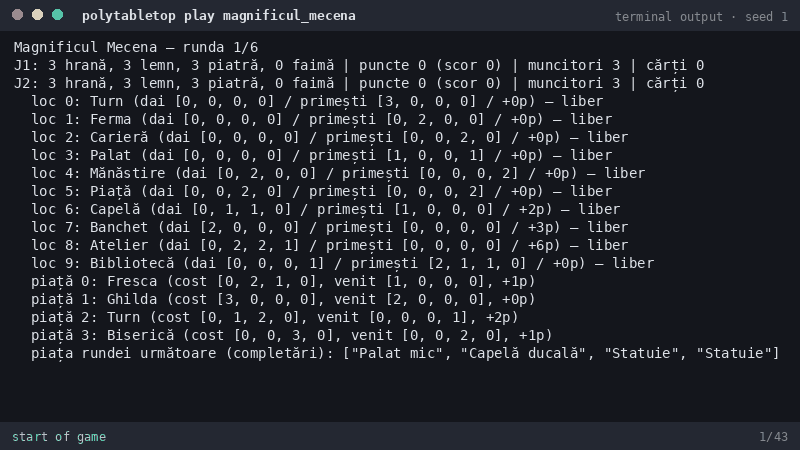 polytabletop play magnificul_mecena
terminal output · seed 1
Magnificul Mecena — runda 1/6
J1: 3 hrană, 3 lemn, 3 piatră, 0 faimă | puncte 0 (scor 0) | muncitori 3 | cărți 0
J2: 3 hrană, 3 lemn, 3 piatră, 0 faimă | puncte 0 (scor 0) | muncitori 3 | cărți 0
loc 0: Turn (dai [0, 0, 0, 0] / primești [3, 0, 0, 0] / +0p) — liber
loc 1: Ferma (dai [0, 0, 0, 0] / primești [0, 2, 0, 0] / +0p) — liber
loc 2: Carieră (dai [0, 0, 0, 0] / primești [0, 0, 2, 0] / +0p) — liber
loc 3: Palat (dai [0, 0, 0, 0] / primești [1, 0, 0, 1] / +0p) — liber
loc 4: Mănăstire (dai [0, 2, 0, 0] / primești [0, 0, 0, 2] / +0p) — liber
loc 5: Piață (dai [0, 0, 2, 0] / primești [0, 0, 0, 2] / +0p) — liber
loc 6: Capelă (dai [0, 1, 1, 0] / primești [1, 0, 0, 0] / +2p) — liber
loc 7: Banchet (dai [2, 0, 0, 0] / primești [0, 0, 0, 0] / +3p) — liber
loc 8: Atelier (dai [0, 2, 2, 1] / primești [0, 0, 0, 0] / +6p) — liber
loc 9: Bibliotecă (dai [0, 0, 0, 1] / primești [2, 1, 1, 0] / +0p) — liber
piață 0: Fresca (cost [0, 2, 1, 0], venit [1, 0, 0, 0], +1p)
piață 1: Ghilda (cost [3, 0, 0, 0], venit [2, 0, 0, 0], +0p)
piață 2: Turn (cost [0, 1, 2, 0], venit [0, 0, 0, 1], +2p)
piață 3: Biserică (cost [0, 0, 3, 0], venit [0, 0, 2, 0], +1p)
piața rundei următoare (completări): ["Palat mic", "Capelă ducală", "Statuie", "Statuie"]
start of game
1/43